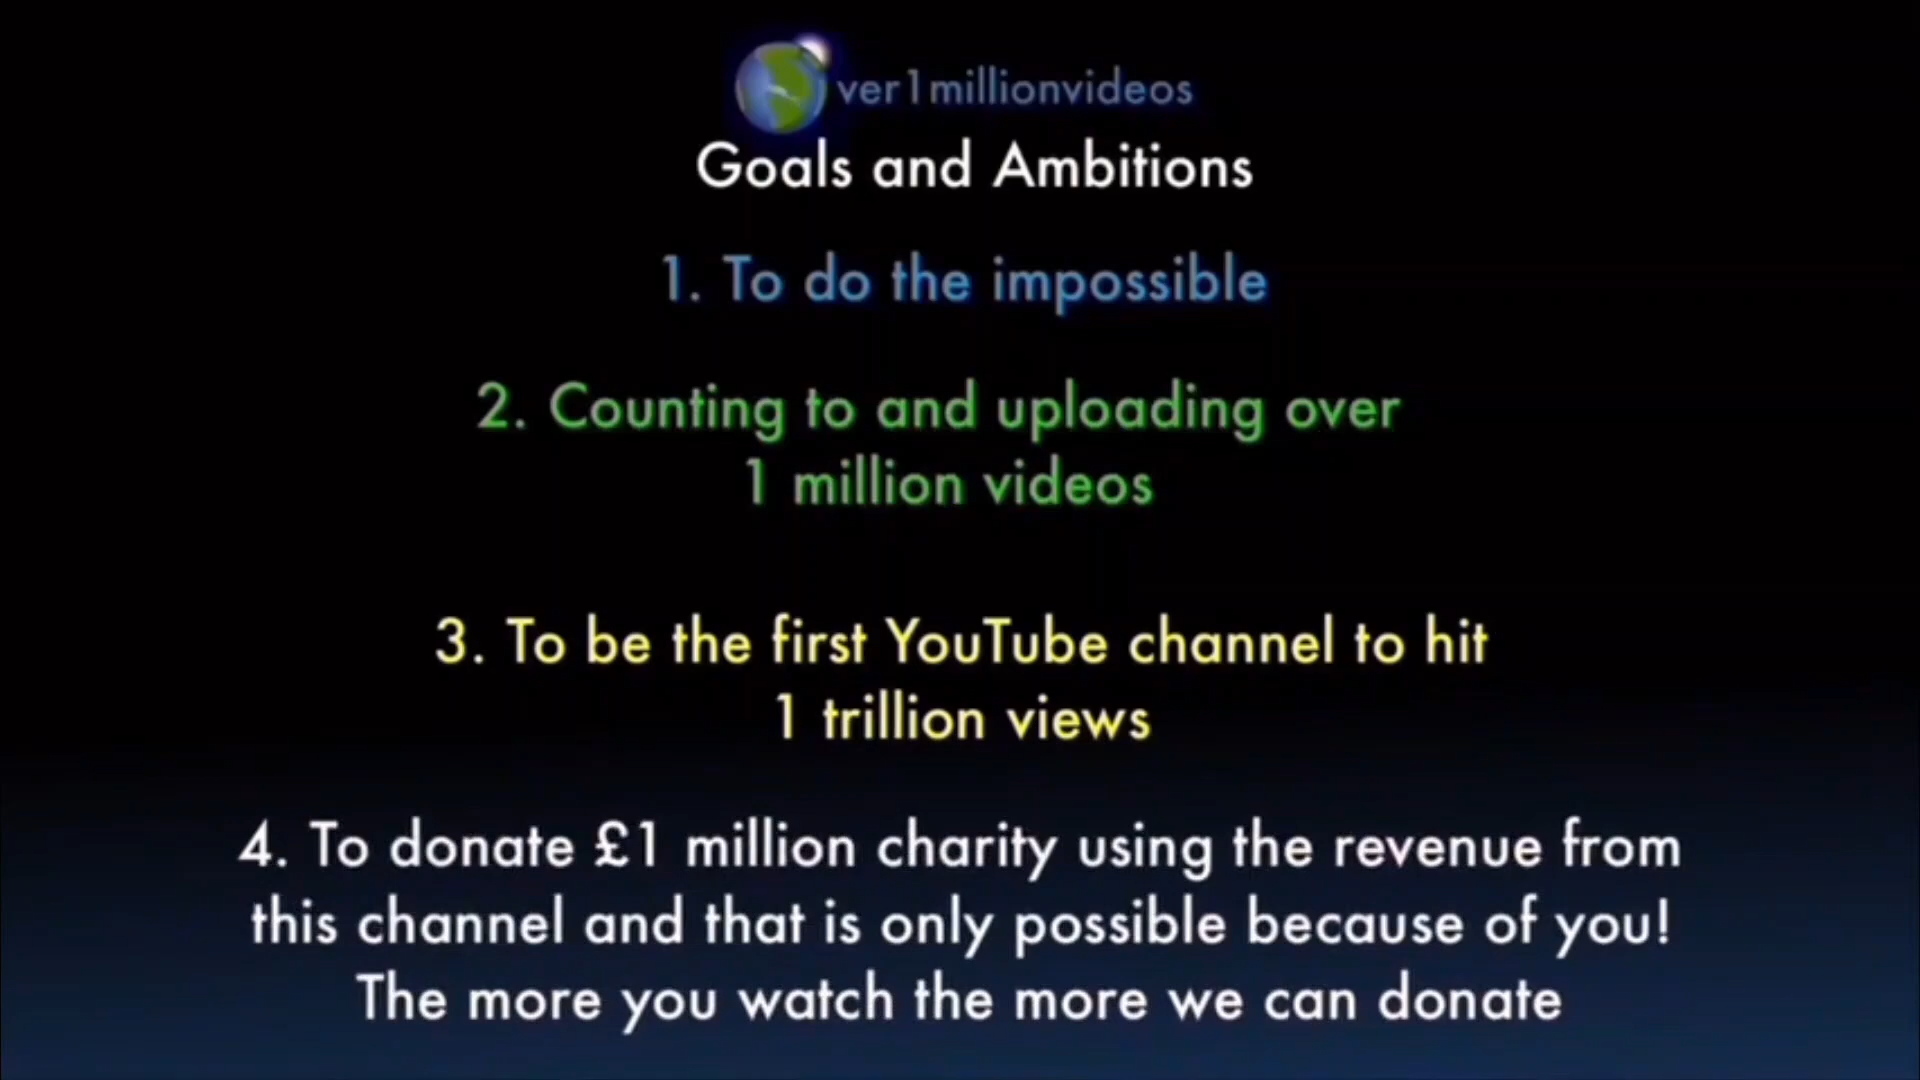 ver1millionvideos
Goals and Ambitions
1. To do the impossible
2. Counting to and uploading over
1 million videos
3. To be the first YouTube channel to hit
1 trillion views
4. To donate £1 million charity using the revenue from
this channel and that is only possible because of you!
The more you watch the more we can donate